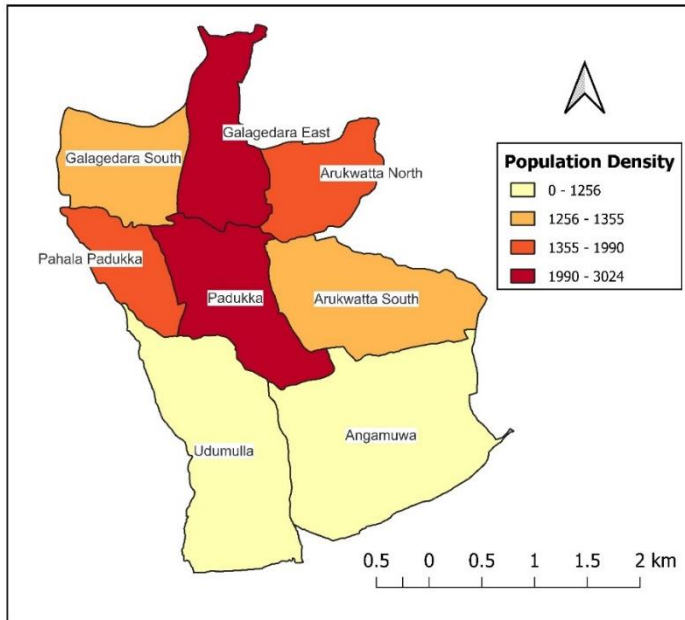 Galagedara East
Galagedara South
Arukwatta North
Pahala Padukka
Padukka
Arukwatta South
Udumulla
Angamuwa
Population Density
0 - 1256
1256 - 1355
1355 - 1990
1990 - 3024
0.5 0 0.5 1 1.5 2 km